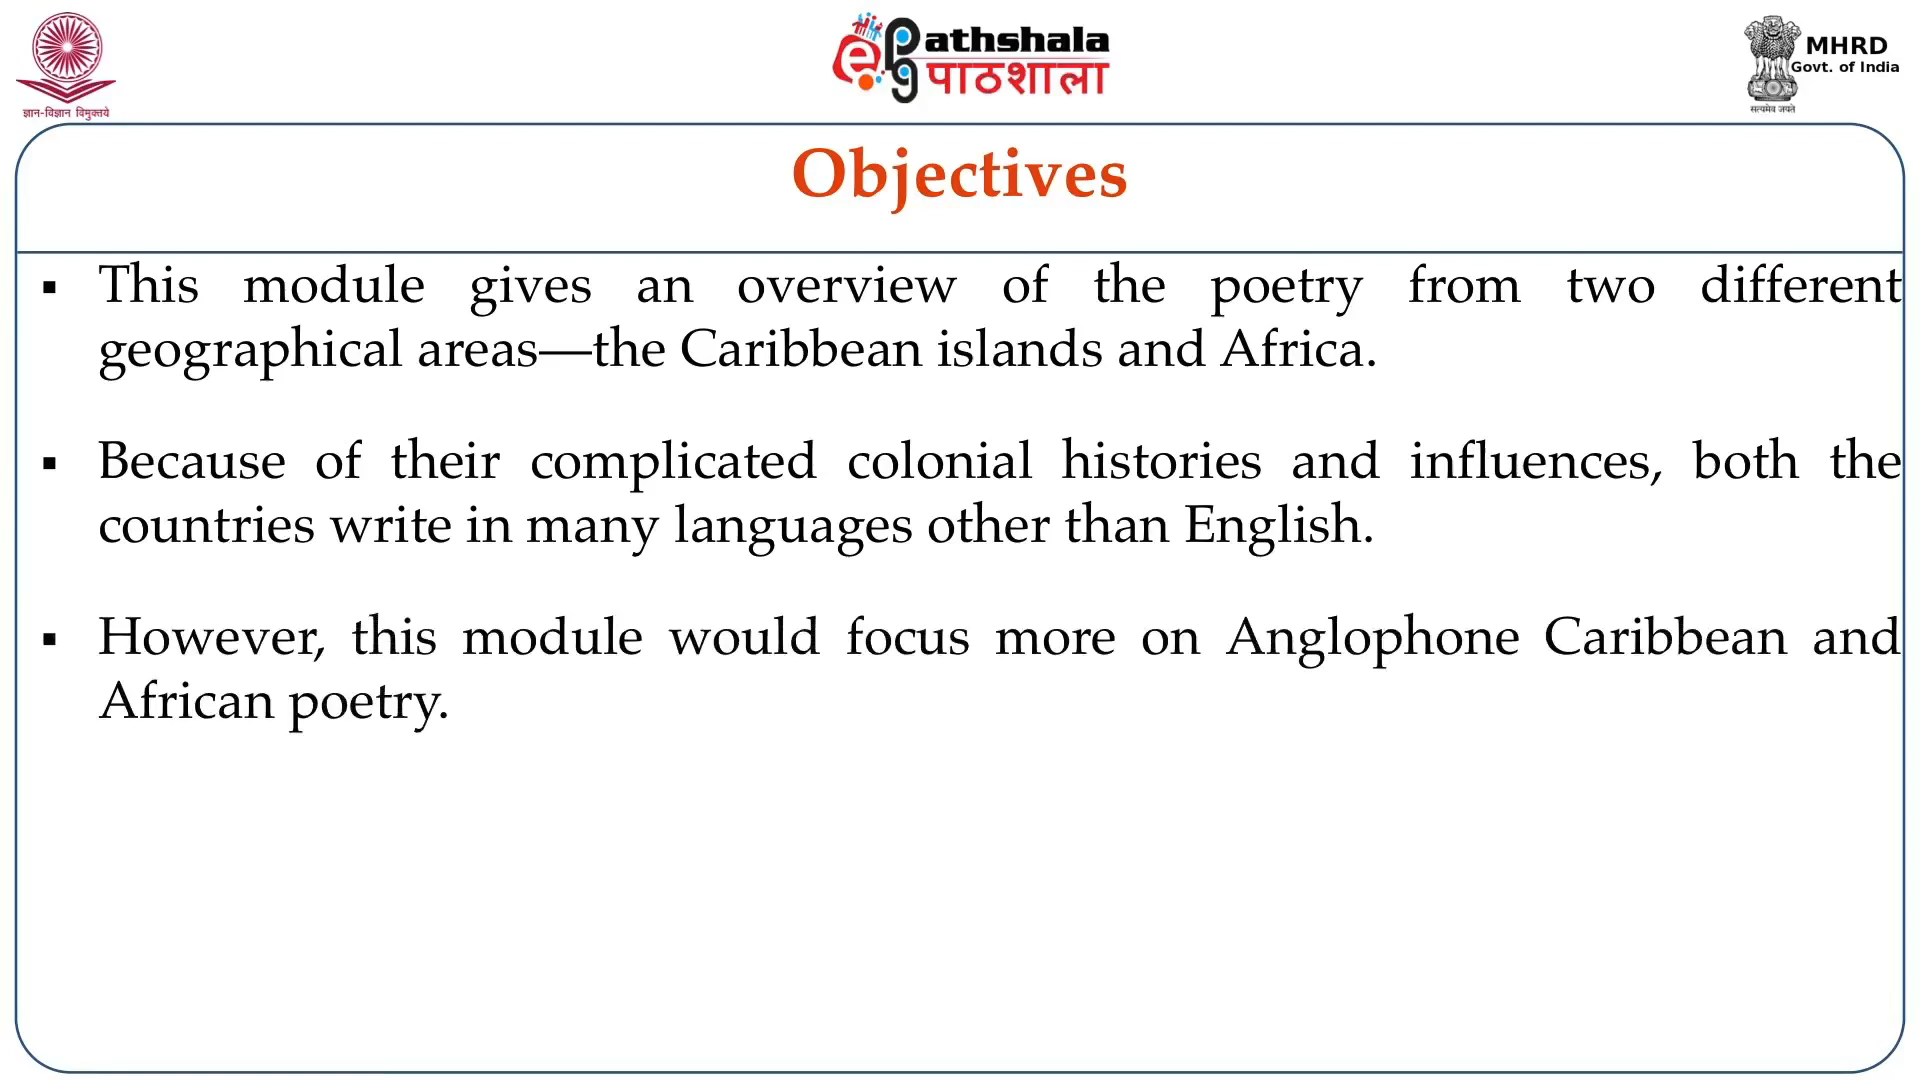 ज्ञान-विज्ञान विमुक्तये
e Pathshala
पाठशाला
MHRD
Govt. of India
सत्यमेव जयते
Objectives
▪ This module gives an overview of the poetry from two different
geographical areas—the Caribbean islands and Africa.
▪ Because of their complicated colonial histories and influences, both the
countries write in many languages other than English.
▪ However, this module would focus more on Anglophone Caribbean and
African poetry.